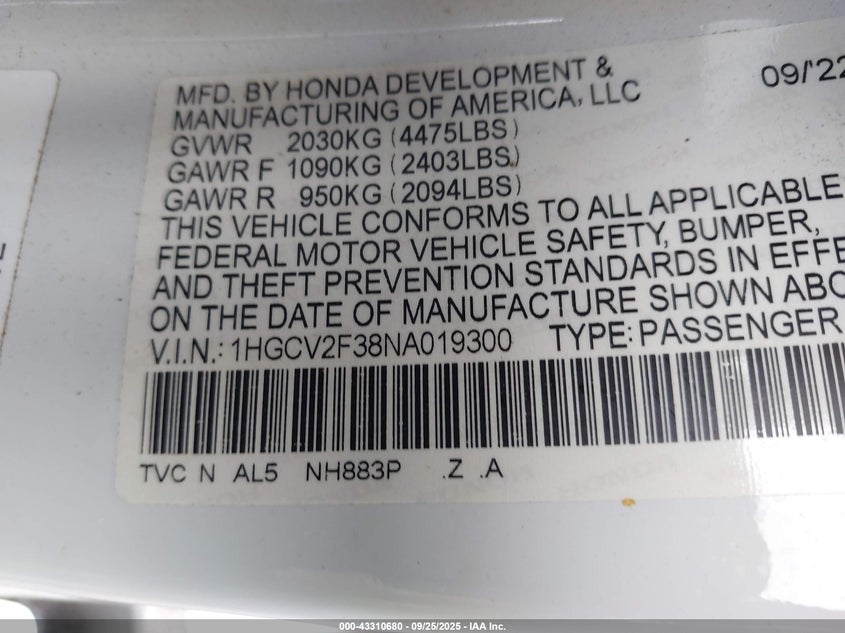 MFD. BY HONDA DEVELOPMENT & 09/'22
MANUFACTURING OF AMERICA, LLC
GVWR 2030KG (4475LBS)
GAWR F 1090KG (2403LBS)
GAWR R 950KG (2094LBS)
THIS VEHICLE CONFORMS TO ALL APPLICABLE
FEDERAL MOTOR VEHICLE SAFETY, BUMPER,
AND THEFT PREVENTION STANDARDS IN EFFE
ON THE DATE OF MANUFACTURE SHOWN ABO
V.I.N.: 1HGCV2F38NA019300 TYPE: PASSENGER
TVC N AL5 NH883P .Z .A
000-43310680 - 09/25/2025 - IAA Inc.